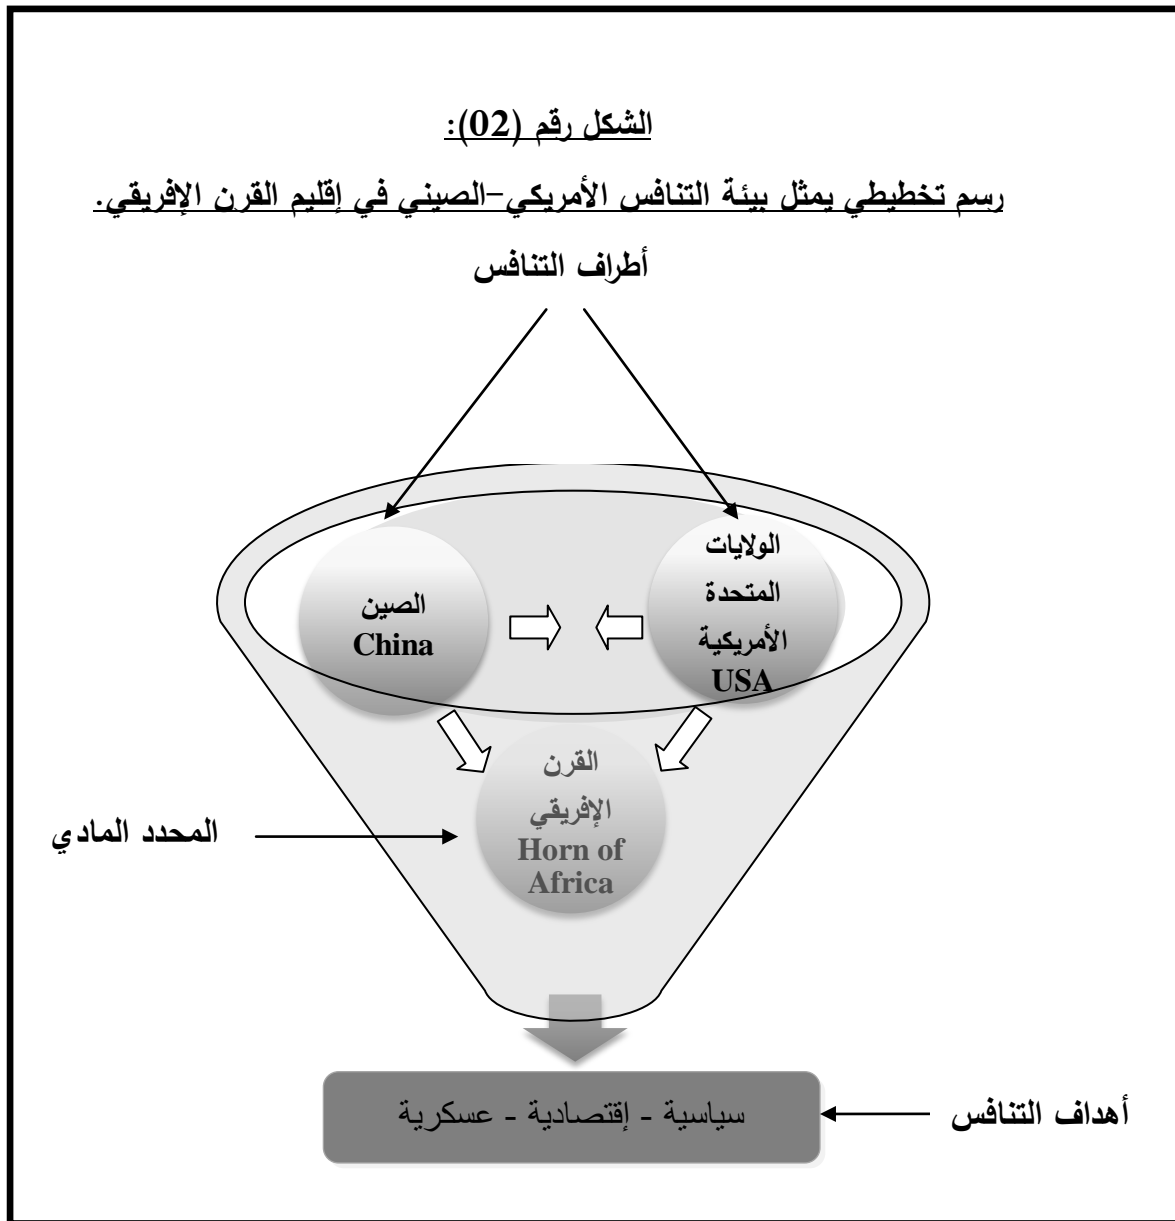 الشكل رقم (02):
رسم تخطيطي يمثل بيئة التنافس الأمريكي-الصيني في إقليم القرن الإفريقي.
أطراف التنافس
الولايات
المتحدة
الأمريكية
USA
الصين
China
القرن
الإفريقي
Horn of
Africa
المحدد المادي
سياسية - إقتصادية - عسكرية
أهداف التنافس